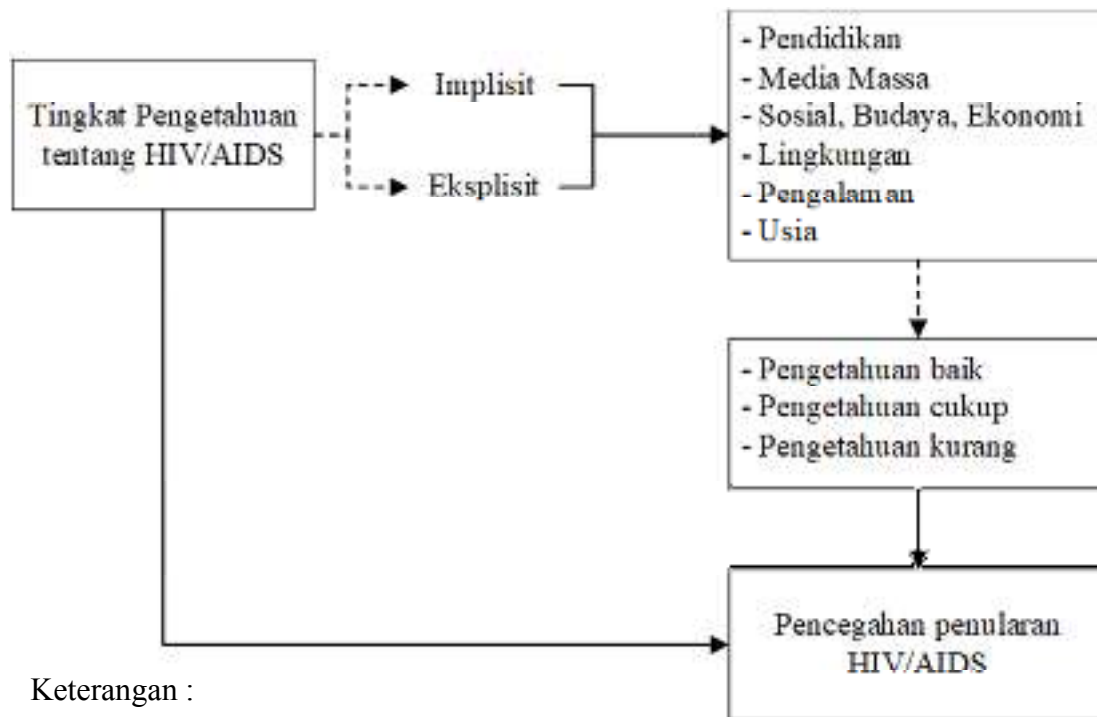 Tingkat Pengetahuan
tentang HIV/AIDS
Implisit
Eksplisit
- Pendidikan
- Media Massa
- Sosial, Budaya, Ekonomi
- Lingkungan
- Pengalaman
- Usia
- Pengetahuan baik
- Pengetahuan cukup
- Pengetahuan kurang
Pencegahan penularan
HIV/AIDS
Keterangan :